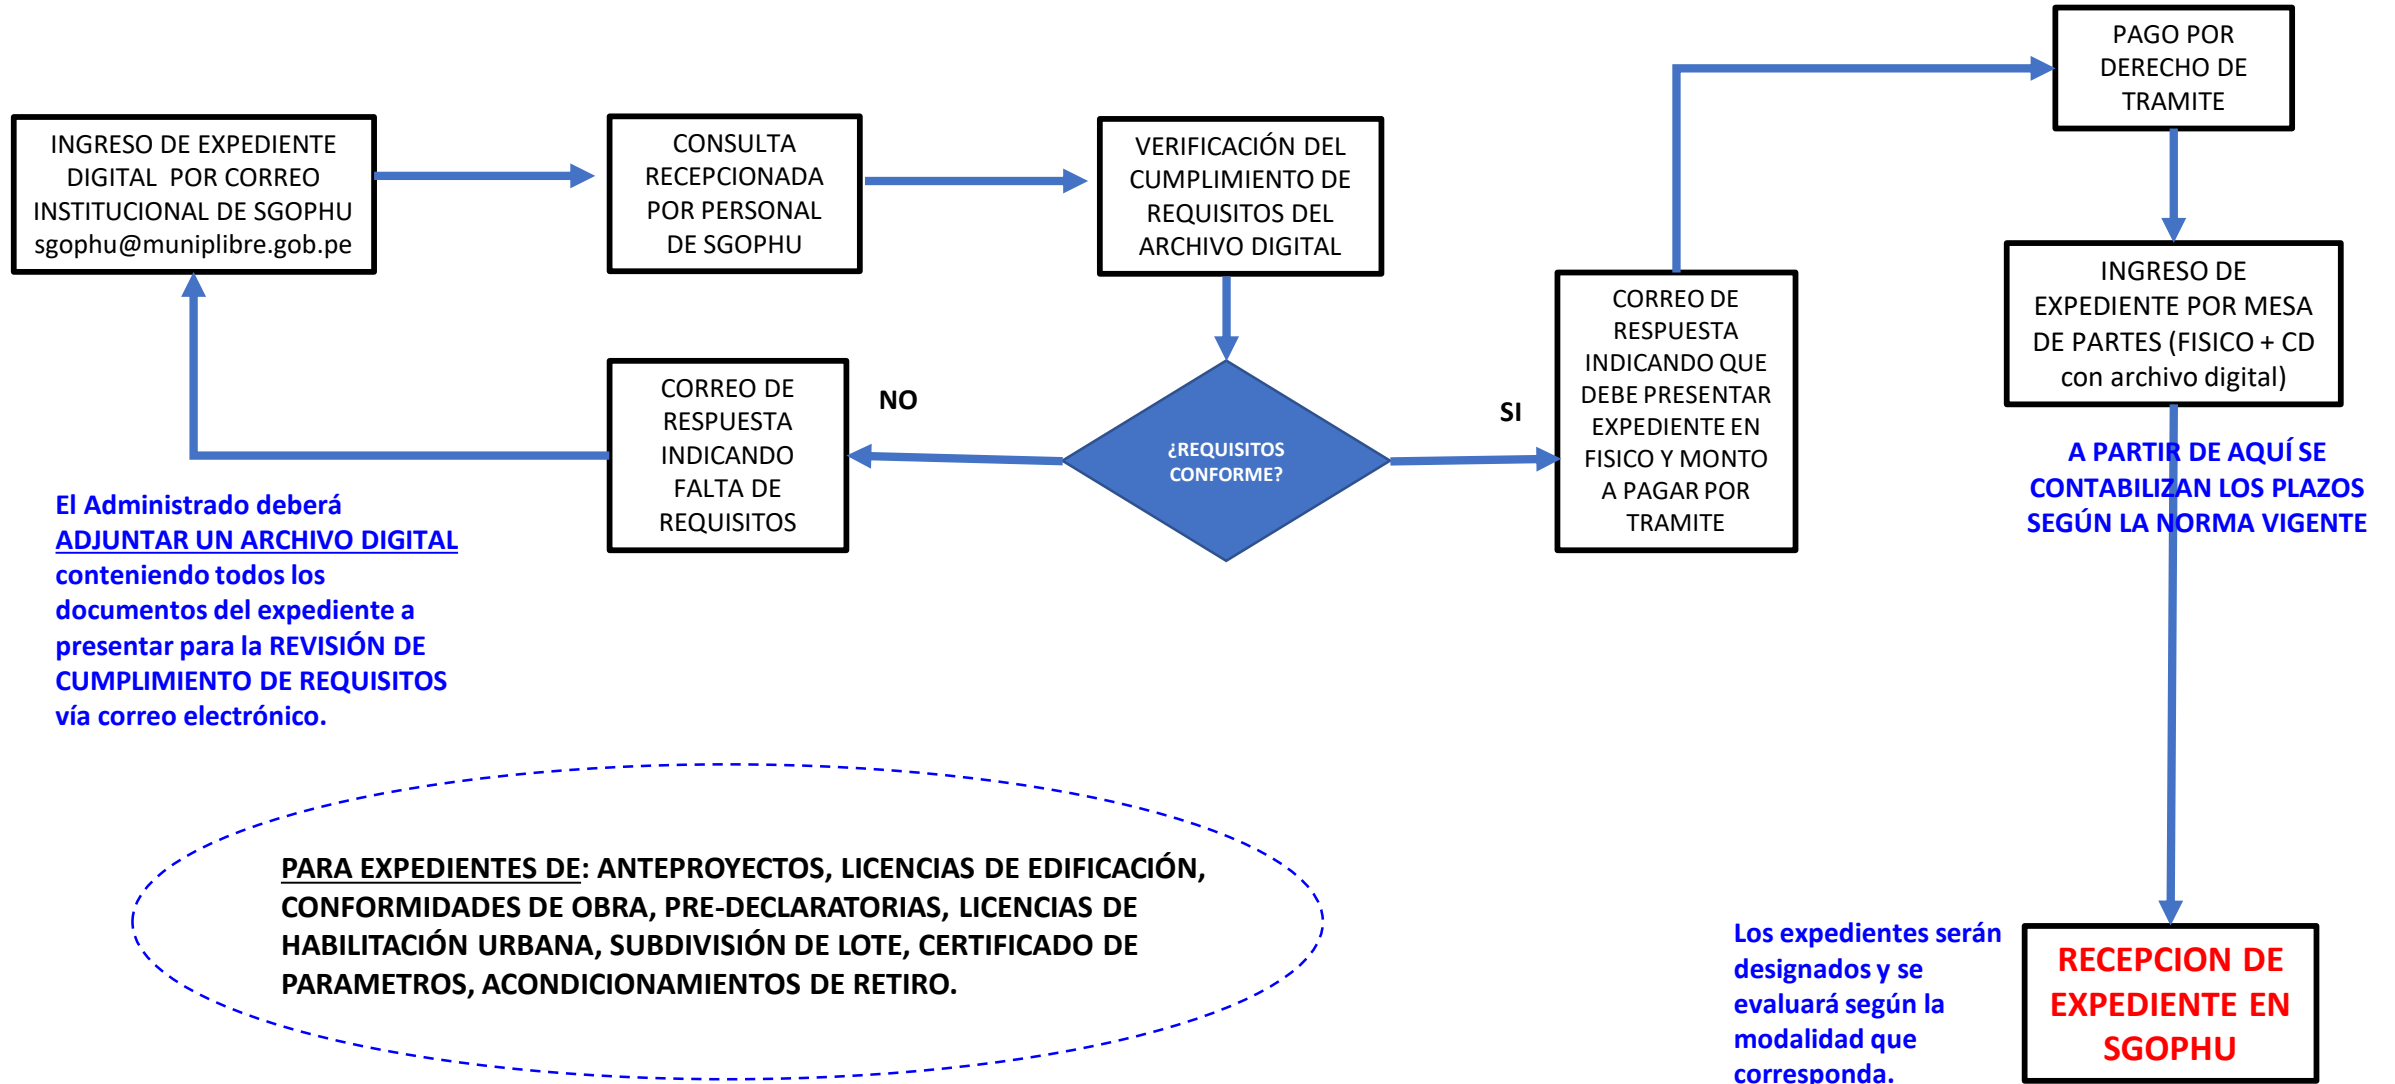 INGRESO DE EXPEDIENTE
DIGITAL POR CORREO
INSTITUCIONAL DE SGOPHU
sgophu@muniplibre.gob.pe
CONSULTA
RECEPCIONADA
POR PERSONAL
DE SGOPHU
VERIFICACIÓN DEL
CUMPLIMIENTO DE
REQUISITOS DEL
ARCHIVO DIGITAL
¿REQUISITOS
CONFORME?
NO
CORREO DE
RESPUESTA
INDICANDO
FALTA DE
REQUISITOS
El Administrado deberá
ADJUNTAR UN ARCHIVO DIGITAL
conteniendo todos los
documentos del expediente a
presentar para la REVISIÓN DE
CUMPLIMIENTO DE REQUISITOS
vía correo electrónico.
SI
CORREO DE
RESPUESTA
INDICANDO QUE
DEBE PRESENTAR
EXPEDIENTE EN
FISICO Y MONTO
A PAGAR POR
TRAMITE
PAGO POR
DERECHO DE
TRAMITE
INGRESO DE
EXPEDIENTE POR MESA
DE PARTES (FISICO + CD
con archivo digital)
A PARTIR DE AQUÍ SE
CONTABILIZAN LOS PLAZOS
SEGÚN LA NORMA VIGENTE
PARA EXPEDIENTES DE: ANTEPROYECTOS, LICENCIAS DE EDIFICACIÓN,
CONFORMIDADES DE OBRA, PRE-DECLARATORIAS, LICENCIAS DE
HABILITACIÓN URBANA, SUBDIVISIÓN DE LOTE, CERTIFICADO DE
PARAMETROS, ACONDICIONAMIENTOS DE RETIRO.
Los expedientes serán
designados y se
evaluará según la
modalidad que
corresponda.
RECEPCION DE
EXPEDIENTE EN
SGOPHU